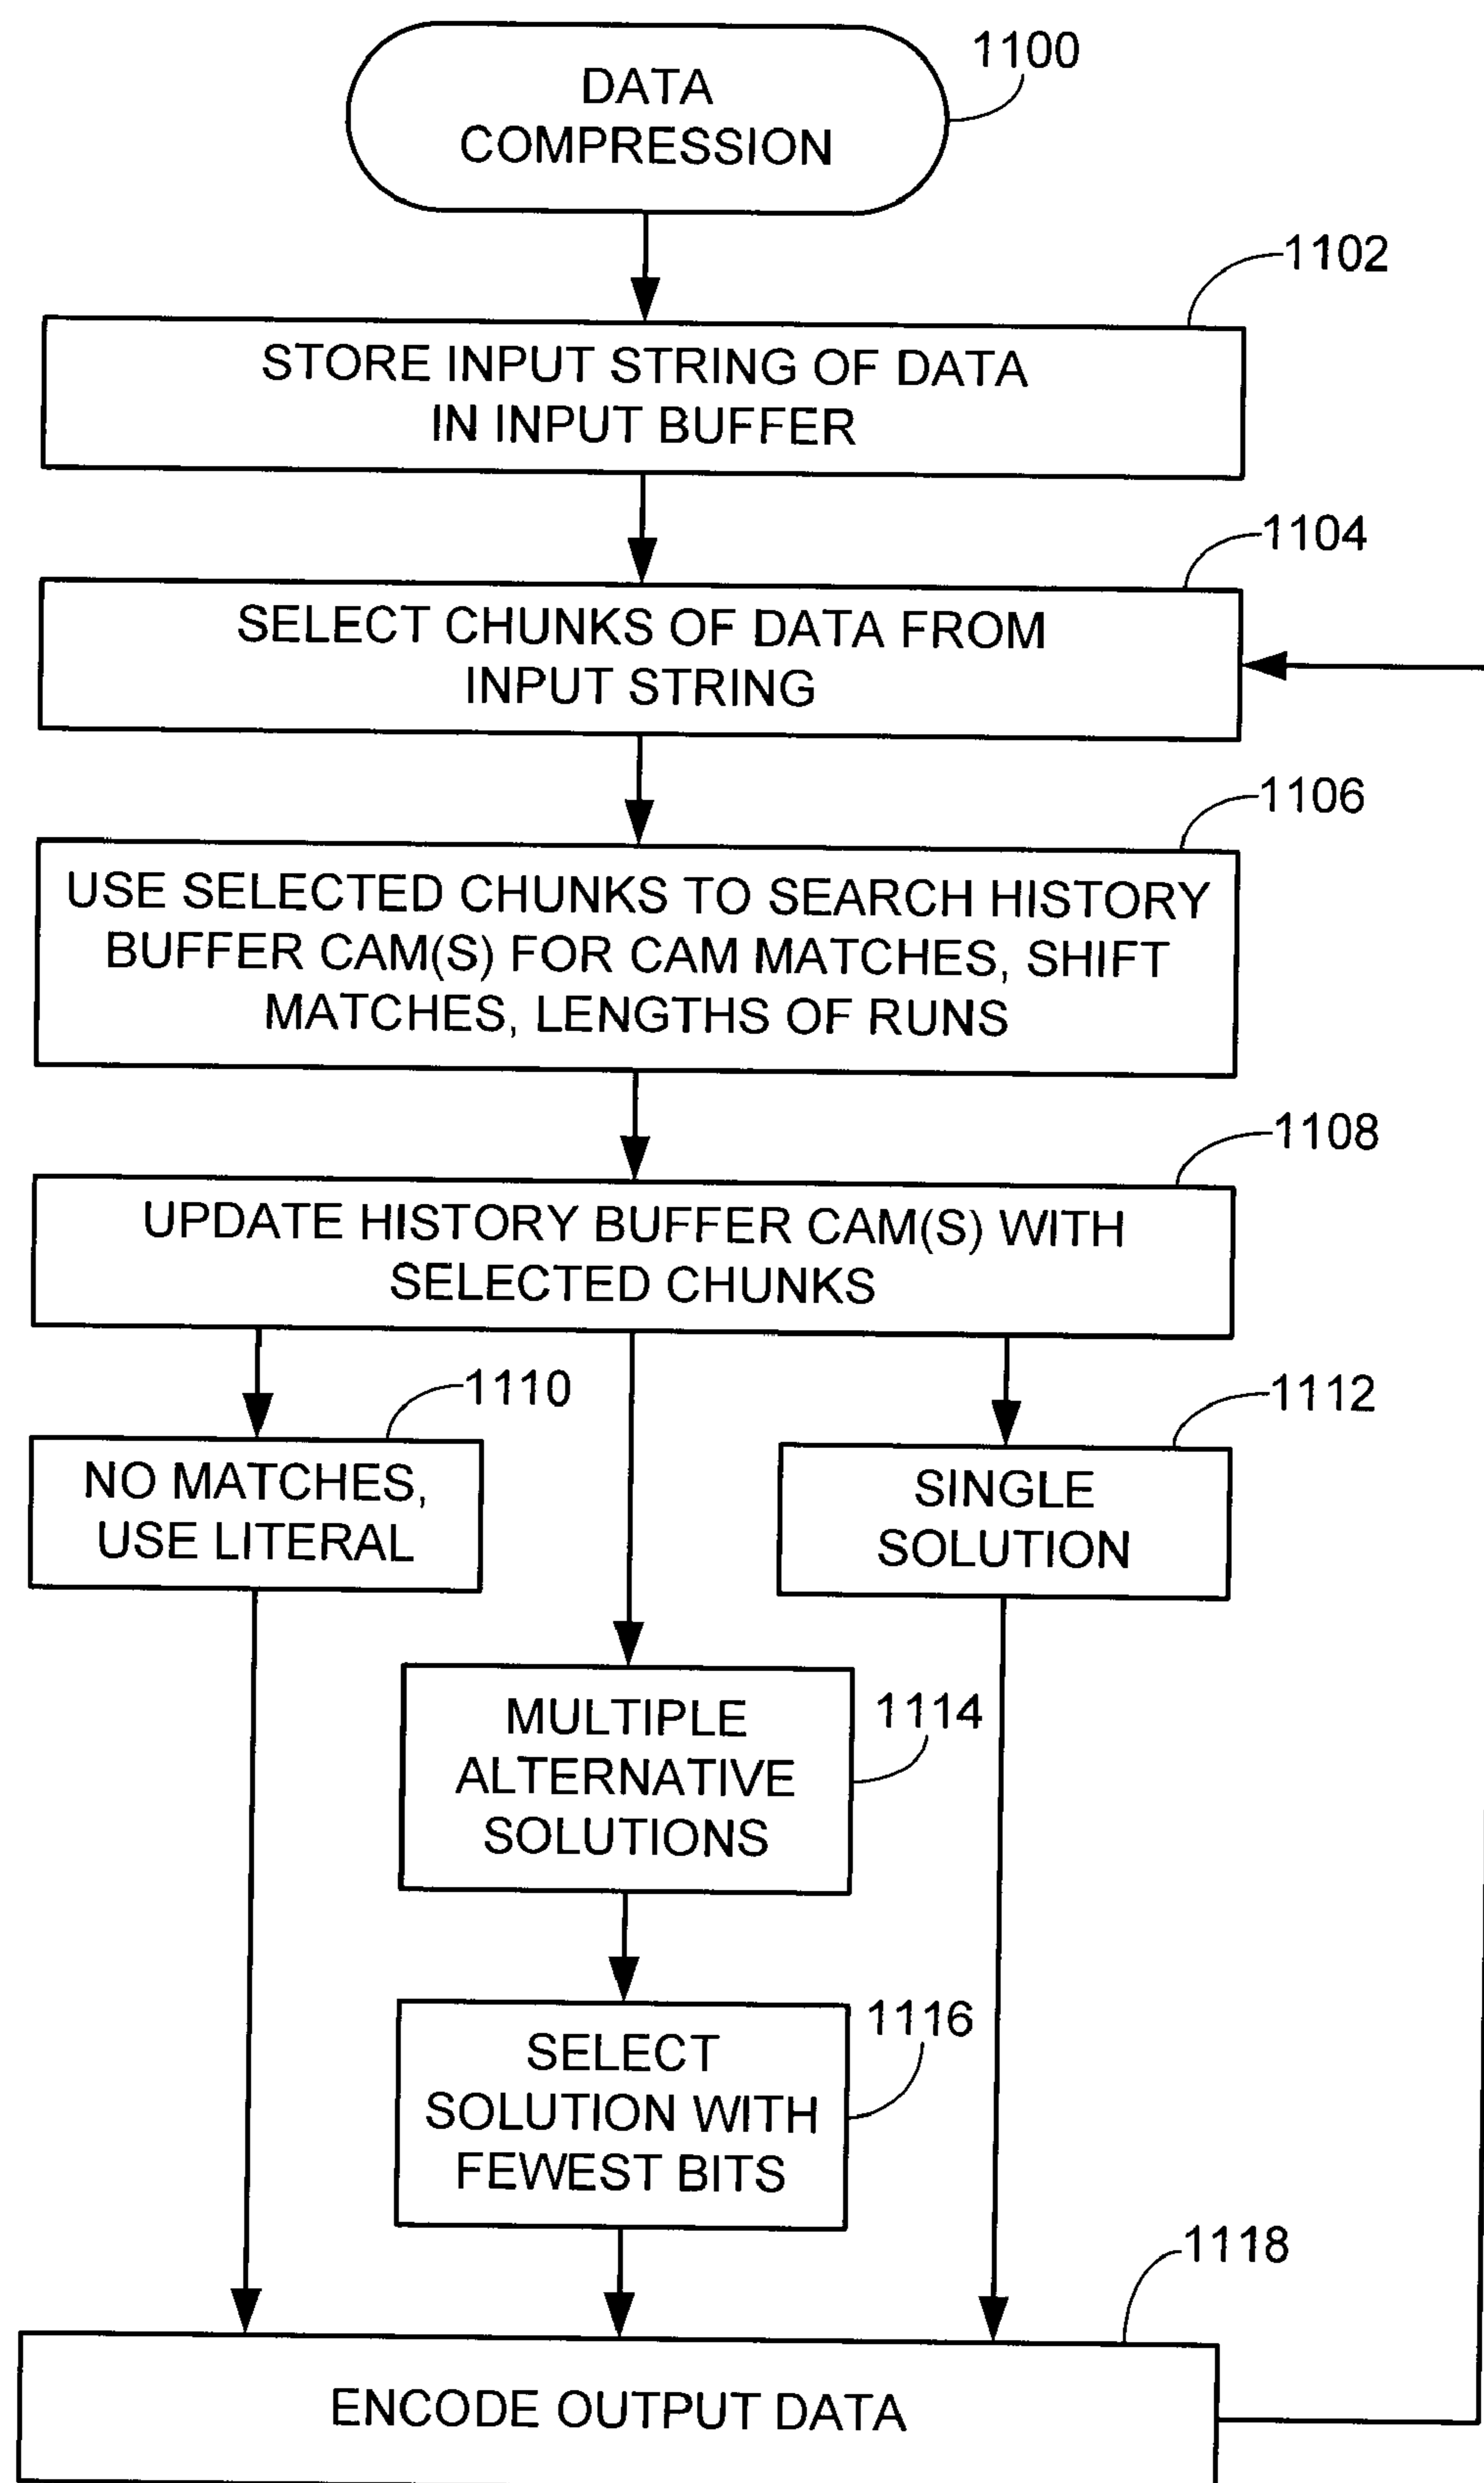 DATA
COMPRESSION
1100
1102
STORE INPUT STRING OF DATA
IN INPUT BUFFER
1104
SELECT CHUNKS OF DATA FROM
INPUT STRING
1106
USE SELECTED CHUNKS TO SEARCH HISTORY
BUFFER CAM(S) FOR CAM MATCHES, SHIFT
MATCHES, LENGTHS OF RUNS
1108
UPDATE HISTORY BUFFER CAM(S) WITH
SELECTED CHUNKS
1110
NO MATCHES,
USE LITERAL
1112
SINGLE
SOLUTION
MULTIPLE
ALTERNATIVE
SOLUTIONS
1114
SELECT
SOLUTION WITH
FEWEST BITS
1116
1118
ENCODE OUTPUT DATA